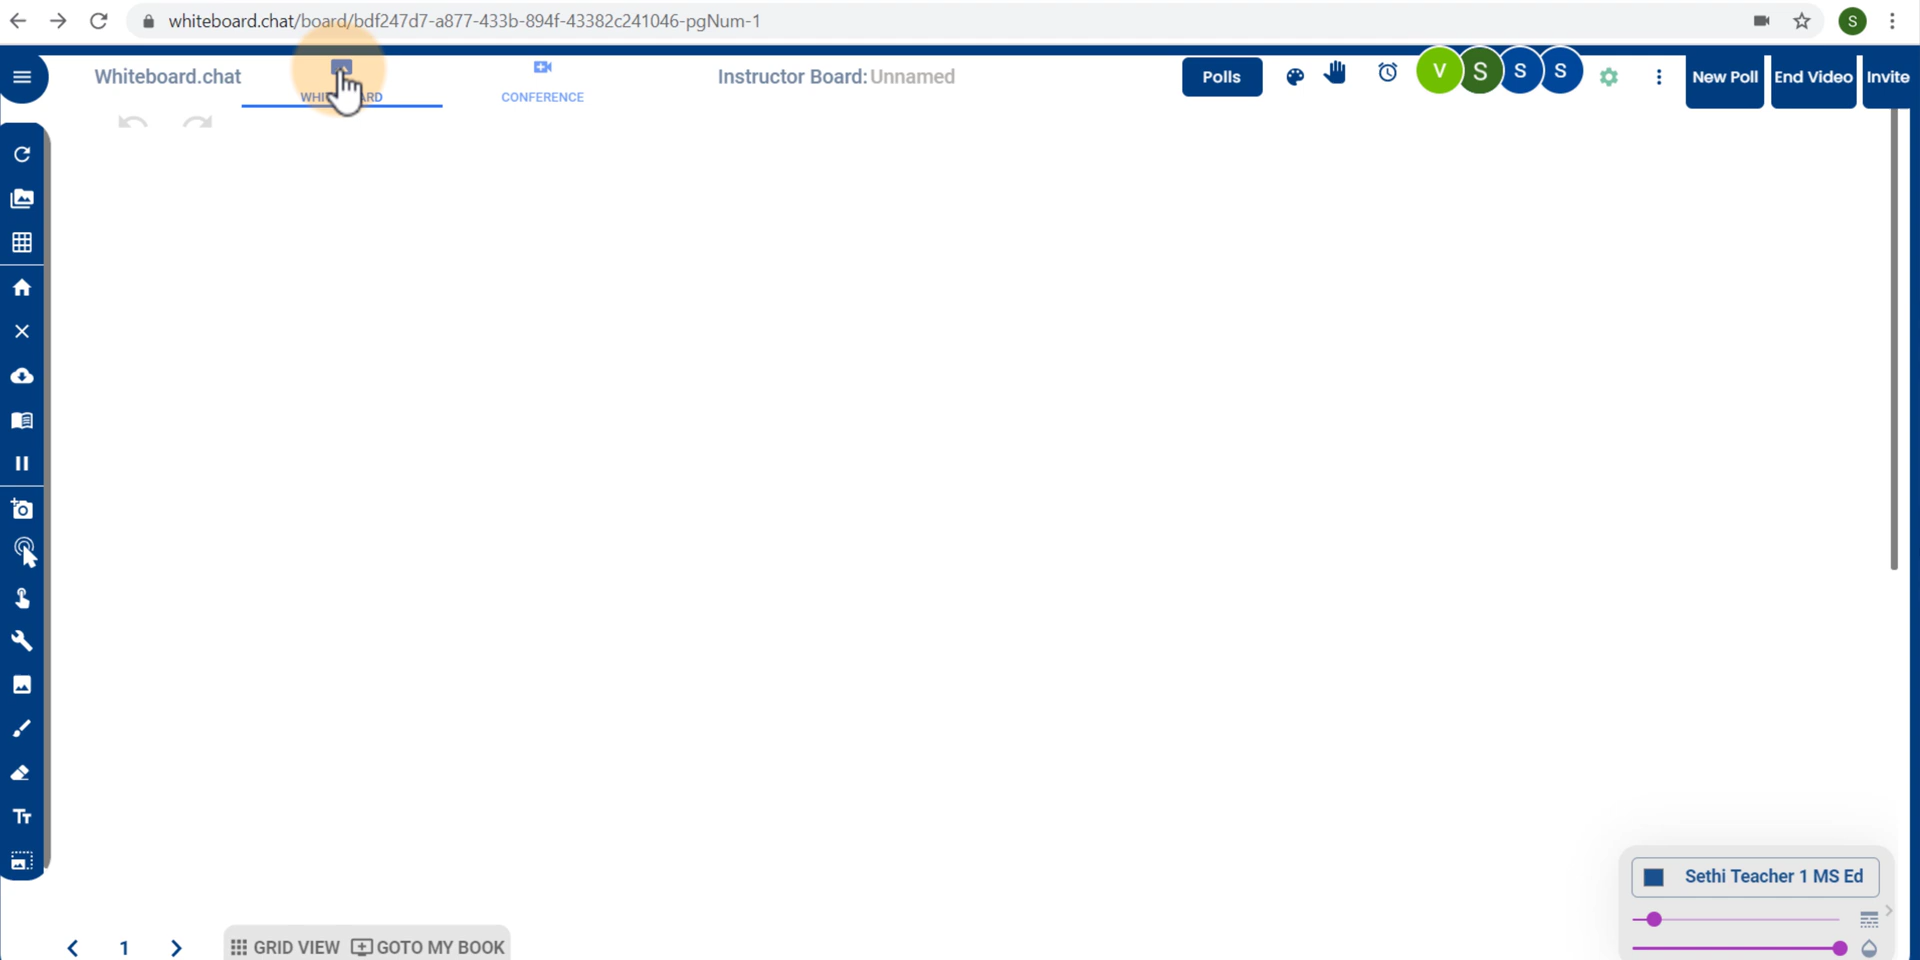 whiteboard.chat/board/bdf247d7-a877-433b-894f-43382c241046-pgNum-1
S
Whiteboard.chat
CONFERENCE
Instructor Board: Unnamed
Polls
V
S
S
S
New Poll
End Video
Invite
Tт
Sethi Teacher 1 MS Ed
1
GRID VIEW
GOTO MY BOOK